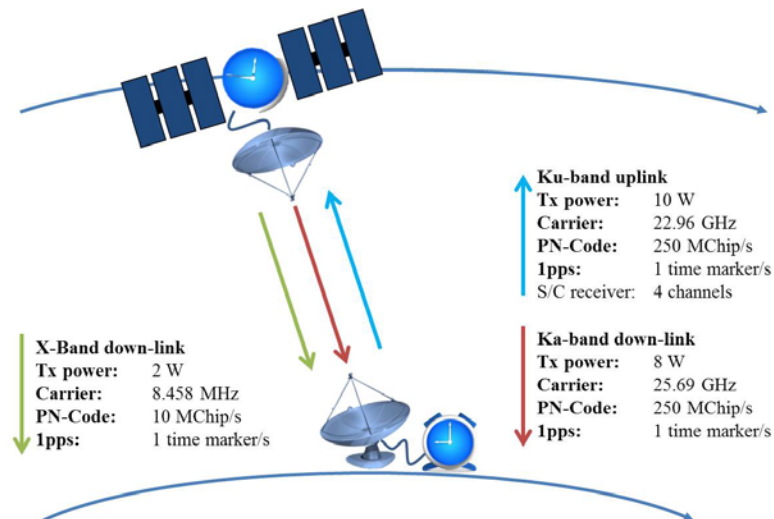 Ku-band uplink
Tx power: 10 W
Carrier: 22.96 GHz
PN-Code: 250 MChip/s
1pps: 1 time marker/s
S/C receiver: 4 channels
X-Band down-link
Tx power: 2 W
Carrier: 8.458 MHz
PN-Code: 10 MChip/s
1pps: 1 time marker/s
Ka-band down-link
Tx power: 8 W
Carrier: 25.69 GHz
PN-Code: 250 MChip/s
1pps: 1 time marker/s